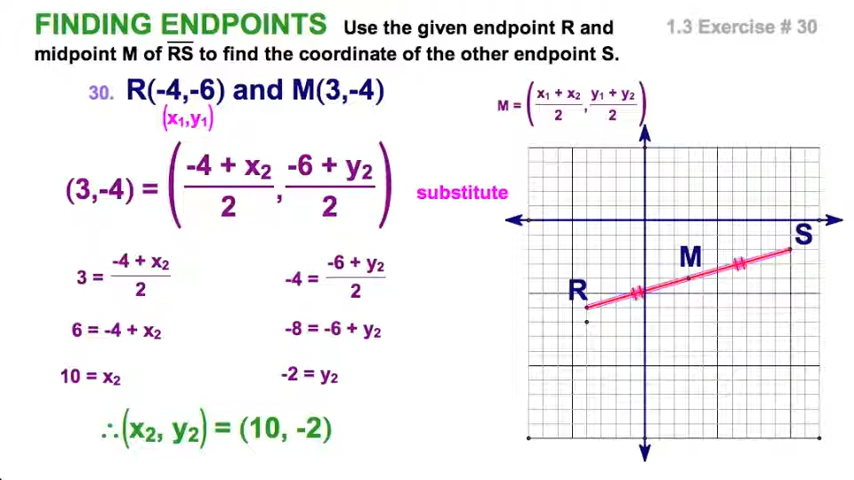 FINDING ENDPOINTS Use the given endpoint R and 1.3 Exercise # 30
midpoint M of RS to find the coordinate of the other endpoint S.
30. R(-4,-6) and M(3,-4)
(x₁,y₁)
M = ( x₁ + x₂ / 2 , y₁ + y₂ / 2 )
(3,-4) = ( -4 + x₂ / 2 , -6 + y₂ / 2 )
substitute
3 = -4 + x₂ / 2
-4 = -6 + y₂ / 2
6 = -4 + x₂
-8 = -6 + y₂
10 = x₂
-2 = y₂
∴(x₂, y₂) = (10, -2)
S
M
R